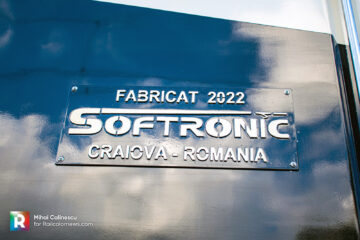 FABRICAT 2022
SOFTRONIC
CRAIOVA - ROMANIA
R Mihai Calinescu
for Railcolornews.com